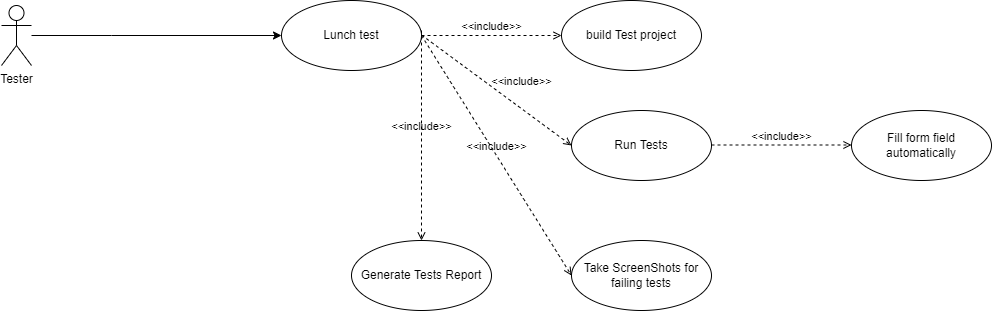 Lunch test
<<include>>
build Test project
Tester
<<include>>
<<include>>
Run Tests
<<include>>
Fill form field
automatically
<<include>>
Generate Tests Report
Take ScreenShots for
failing tests